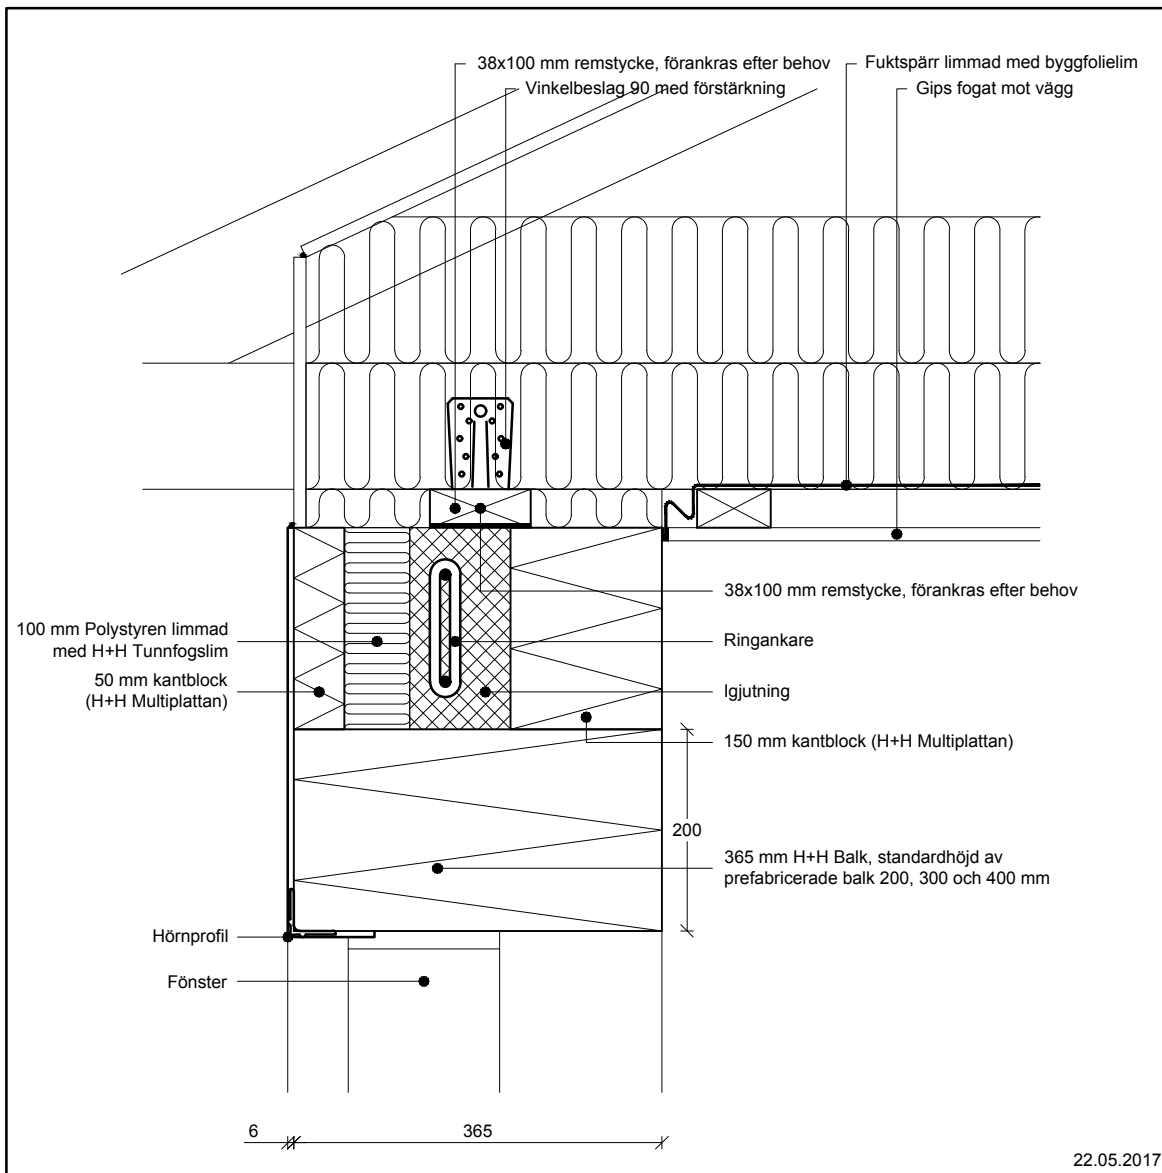 38x100 mm remstycke, förankras efter behov
Vinkelbeslag 90 med förstärkning
Fuktspärr limmad med byggfolielim
Gips fogat mot vägg
38x100 mm remstycke, förankras efter behov
100 mm Polystyren limmad
med H+H Tunnfogslim
Ringankare
50 mm kantblock
(H+H Multiplattan)
Igjutning
150 mm kantblock (H+H Multiplattan)
200
365 mm H+H Balk, standardhöjd av
prefabricerade balk 200, 300 och 400 mm
Hörnprofil
Fönster
6
365
22.05.2017